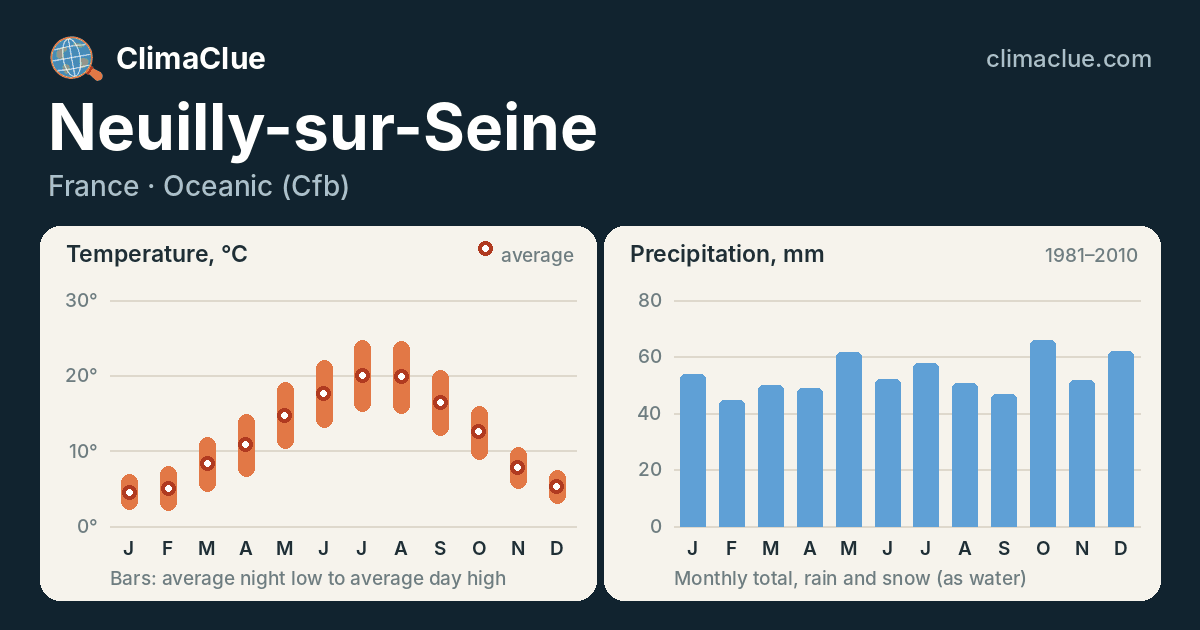 ClimaClue
climaclue.com
Neuilly-sur-Seine
France · Oceanic (Cfb)
Temperature, °C
average
30°
20°
10°
0°
J F M A M J J A S O N D
Bars: average night low to average day high
Precipitation, mm
1981–2010
80
60
40
20
0
J F M A M J J A S O N D
Monthly total, rain and snow (as water)